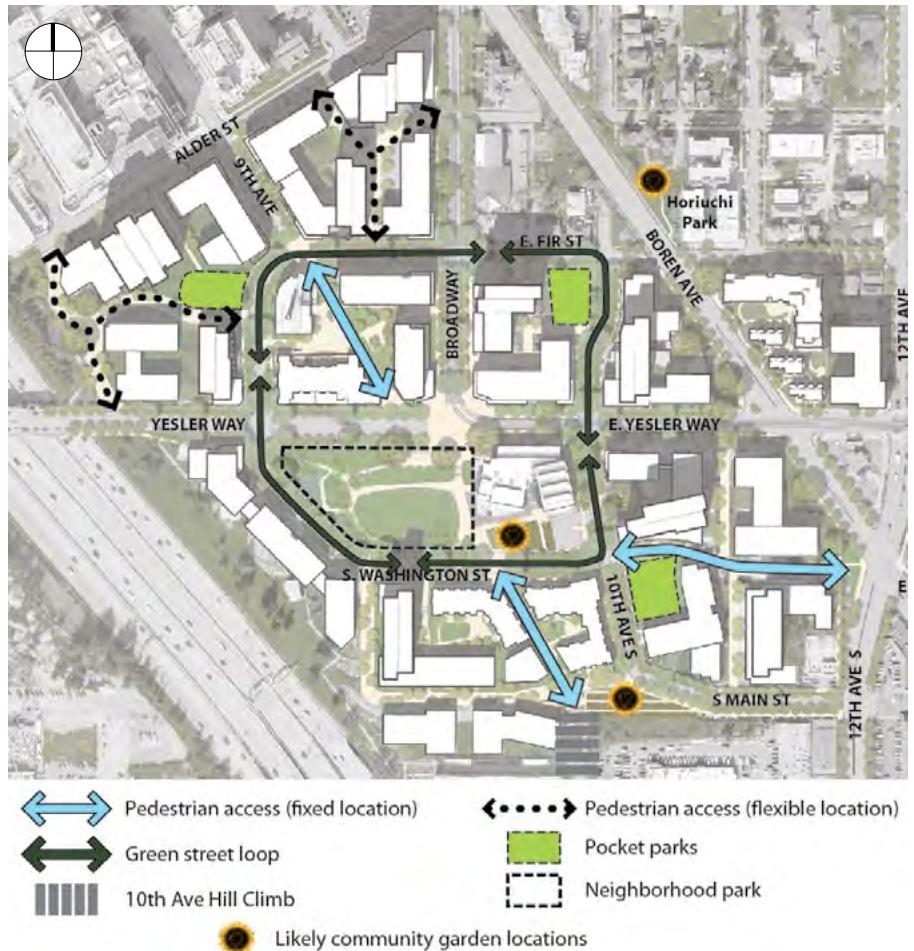 ALDER ST
9TH AVE
Horiuchi
Park
E. FIR ST
BOREN AVE
BROADWAY
12TH AVE
YESLER WAY
E. YESLER WAY
S. WASHINGTON ST
10TH AVE S
E
S MAIN ST
12TH AVE S
Pedestrian access (fixed location)
Pedestrian access (flexible location)
Green street loop
Pocket parks
10th Ave Hill Climb
Neighborhood park
Likely community garden locations